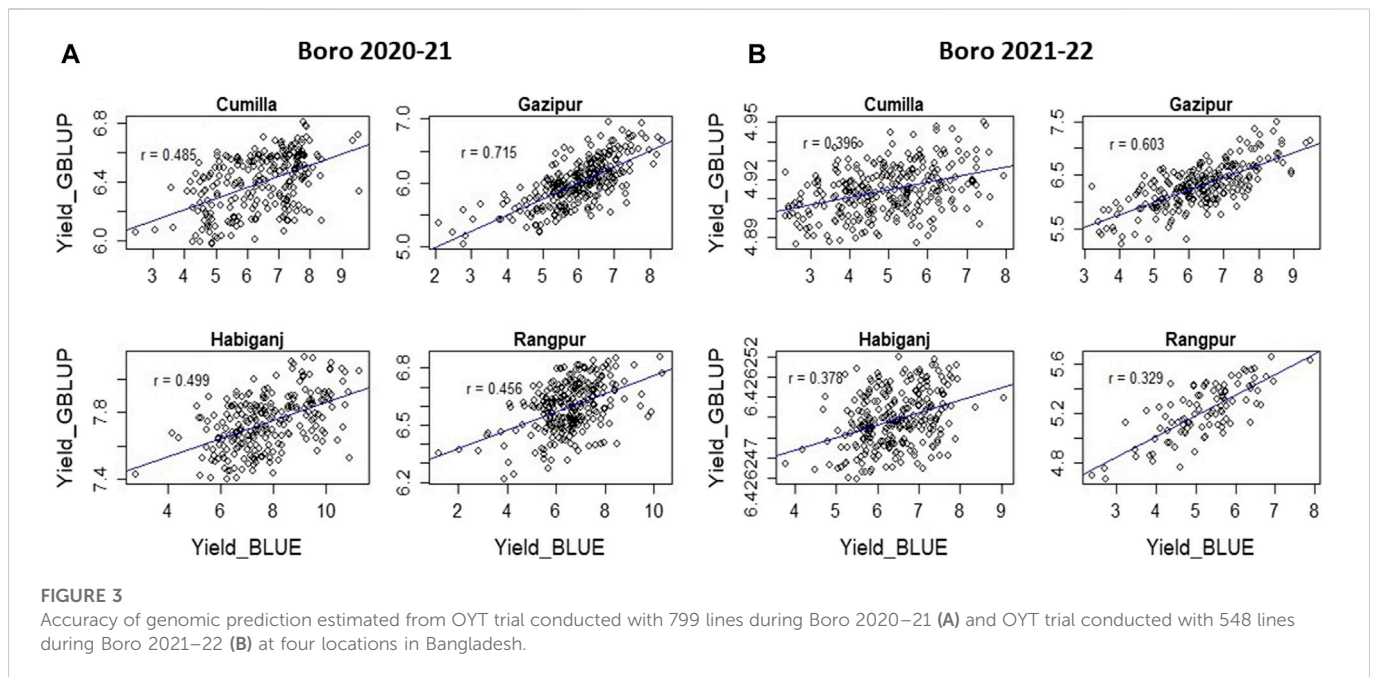 A Boro 2020-21
B Boro 2021-22
Cumilla
Yield_GBLUP
6.0 6.4 6.8
r = 0.485
3 4 5 6 7 8 9
Gazipur
5.0 6.0 7.0
r = 0.715
2 3 4 5 6 7 8
Cumilla
Yield_GBLUP
4.89 4.92 4.95
r = 0.396
3 4 5 6 7 8
Gazipur
5.5 6.5 7.5
r = 0.603
3 4 5 6 7 8 9
Habiganj
Yield_GBLUP
7.4 7.8
r = 0.499
4 6 8 10
Yield_BLUE
Rangpur
6.2 6.5 6.8
r = 0.456
2 4 6 8 10
Yield_BLUE
Habiganj
Yield_GBLUP
6.426247 6.426252
r = 0.378
4 5 6 7 8 9
Yield_BLUE
Rangpur
4.8 5.2 5.6
r = 0.329
3 4 5 6 7 8
Yield_BLUE
FIGURE 3
Accuracy of genomic prediction estimated from OYT trial conducted with 799 lines during Boro 2020–21 (A) and OYT trial conducted with 548 lines
during Boro 2021–22 (B) at four locations in Bangladesh.